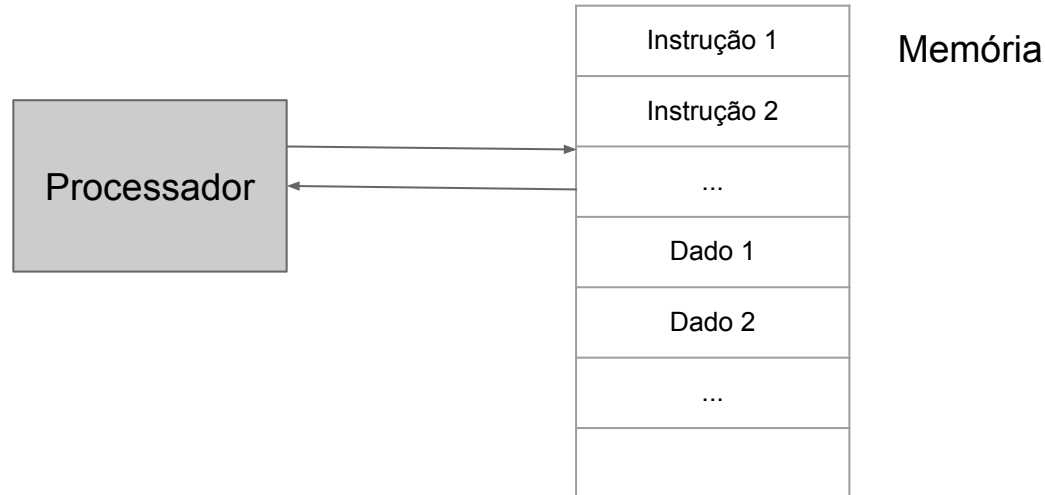 Instrução 1
Memória
Instrução 2
Processador
...
Dado 1
Dado 2
...